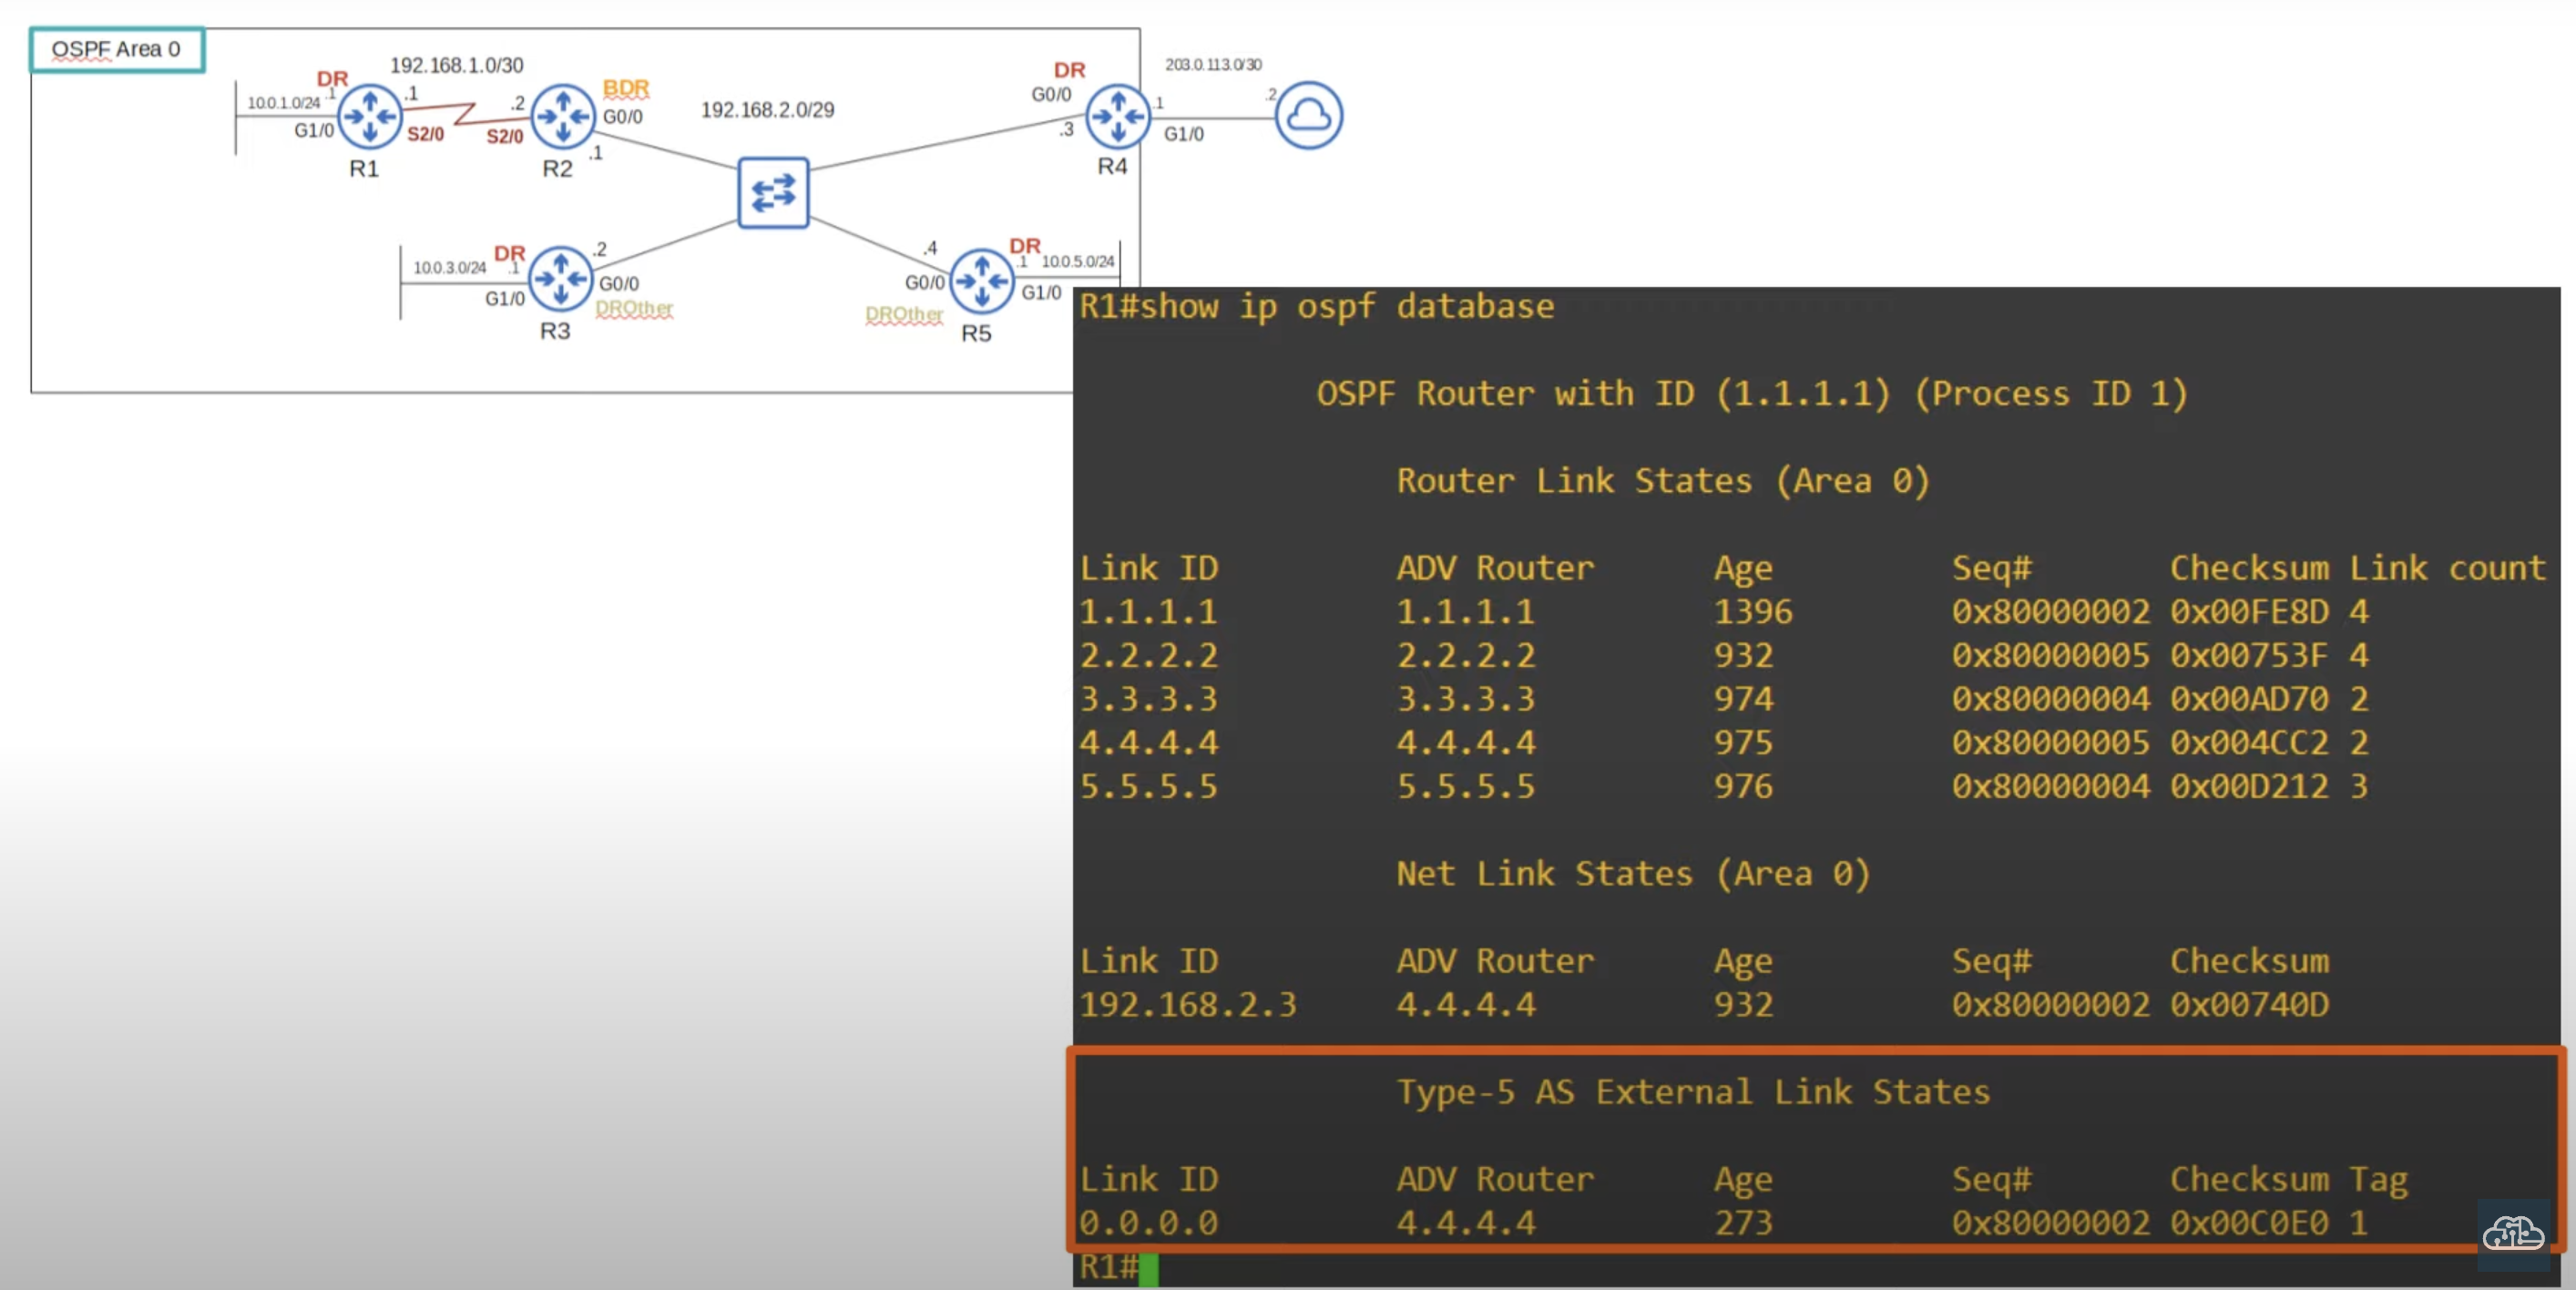 OSPF Area 0
192.168.1.0/30
DR
10.0.1.0/24
.1
G1/0
.1
S2/0
R1
.2
S2/0
BDR
G0/0
.1
R2
192.168.2.0/29
DR
G0/0
.3
.1
G1/0
R4
203.0.113.0/30
.2
DR
10.0.3.0/24
.1
G1/0
.2
G0/0
DROther
R3
.4
G0/0
DROther
DR
.1
10.0.5.0/24
G1/0
R5
R1#show ip ospf database
OSPF Router with ID (1.1.1.1) (Process ID 1)
Router Link States (Area 0)
Link ID ADV Router Age Seq# Checksum Link count
1.1.1.1 1.1.1.1 1396 0x80000002 0x00FE8D 4
2.2.2.2 2.2.2.2 932 0x80000005 0x00753F 4
3.3.3.3 3.3.3.3 974 0x80000004 0x00AD70 2
4.4.4.4 4.4.4.4 975 0x80000005 0x004CC2 2
5.5.5.5 5.5.5.5 976 0x80000004 0x00D212 3
Net Link States (Area 0)
Link ID ADV Router Age Seq# Checksum
192.168.2.3 4.4.4.4 932 0x80000002 0x00740D
Type-5 AS External Link States
Link ID ADV Router Age Seq# Checksum Tag
0.0.0.0 4.4.4.4 273 0x80000002 0x00C0E0 1
R1#